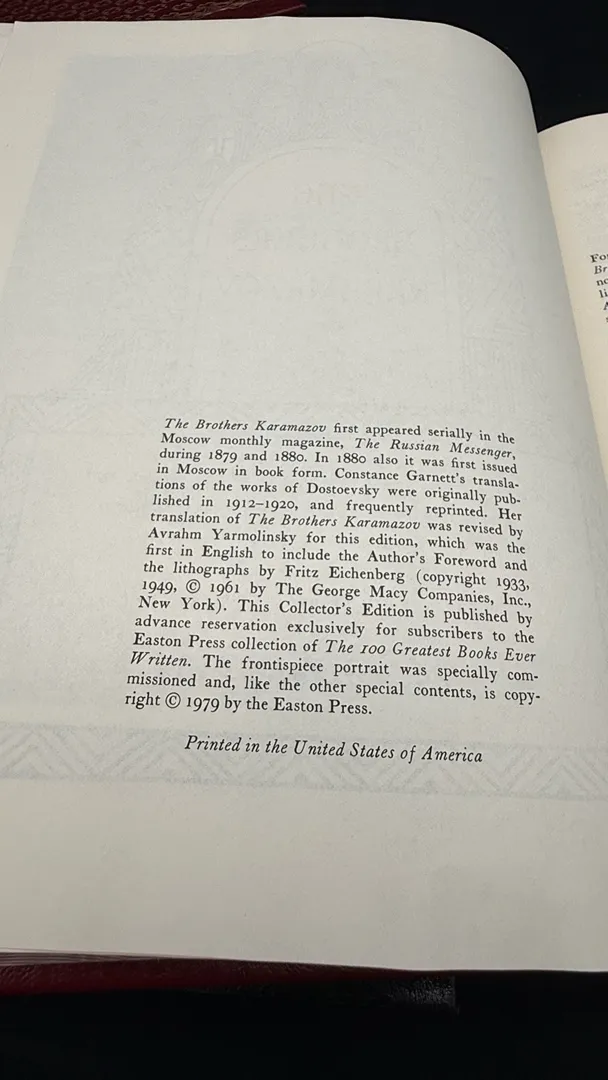 The Brothers Karamazov first appeared serially in the
Moscow monthly magazine, The Russian Messenger,
during 1879 and 1880. In 1880 also it was first issued
in Moscow in book form. Constance Garnett's transla-
tions of the works of Dostoevsky were originally pub-
lished in 1912–1920, and frequently reprinted. Her
translation of The Brothers Karamazov was revised by
Avrahm Yarmolinsky for this edition, which was the
first in English to include the Author's Foreword and
the lithographs by Fritz Eichenberg (copyright 1933,
1949, © 1961 by The George Macy Companies, Inc.,
New York). This Collector's Edition is published by
advance reservation exclusively for subscribers to the
Easton Press collection of The 100 Greatest Books Ever
Written. The frontispiece portrait was specially com-
missioned and, like the other special contents, is copy-
right © 1979 by the Easton Press.
Printed in the United States of America